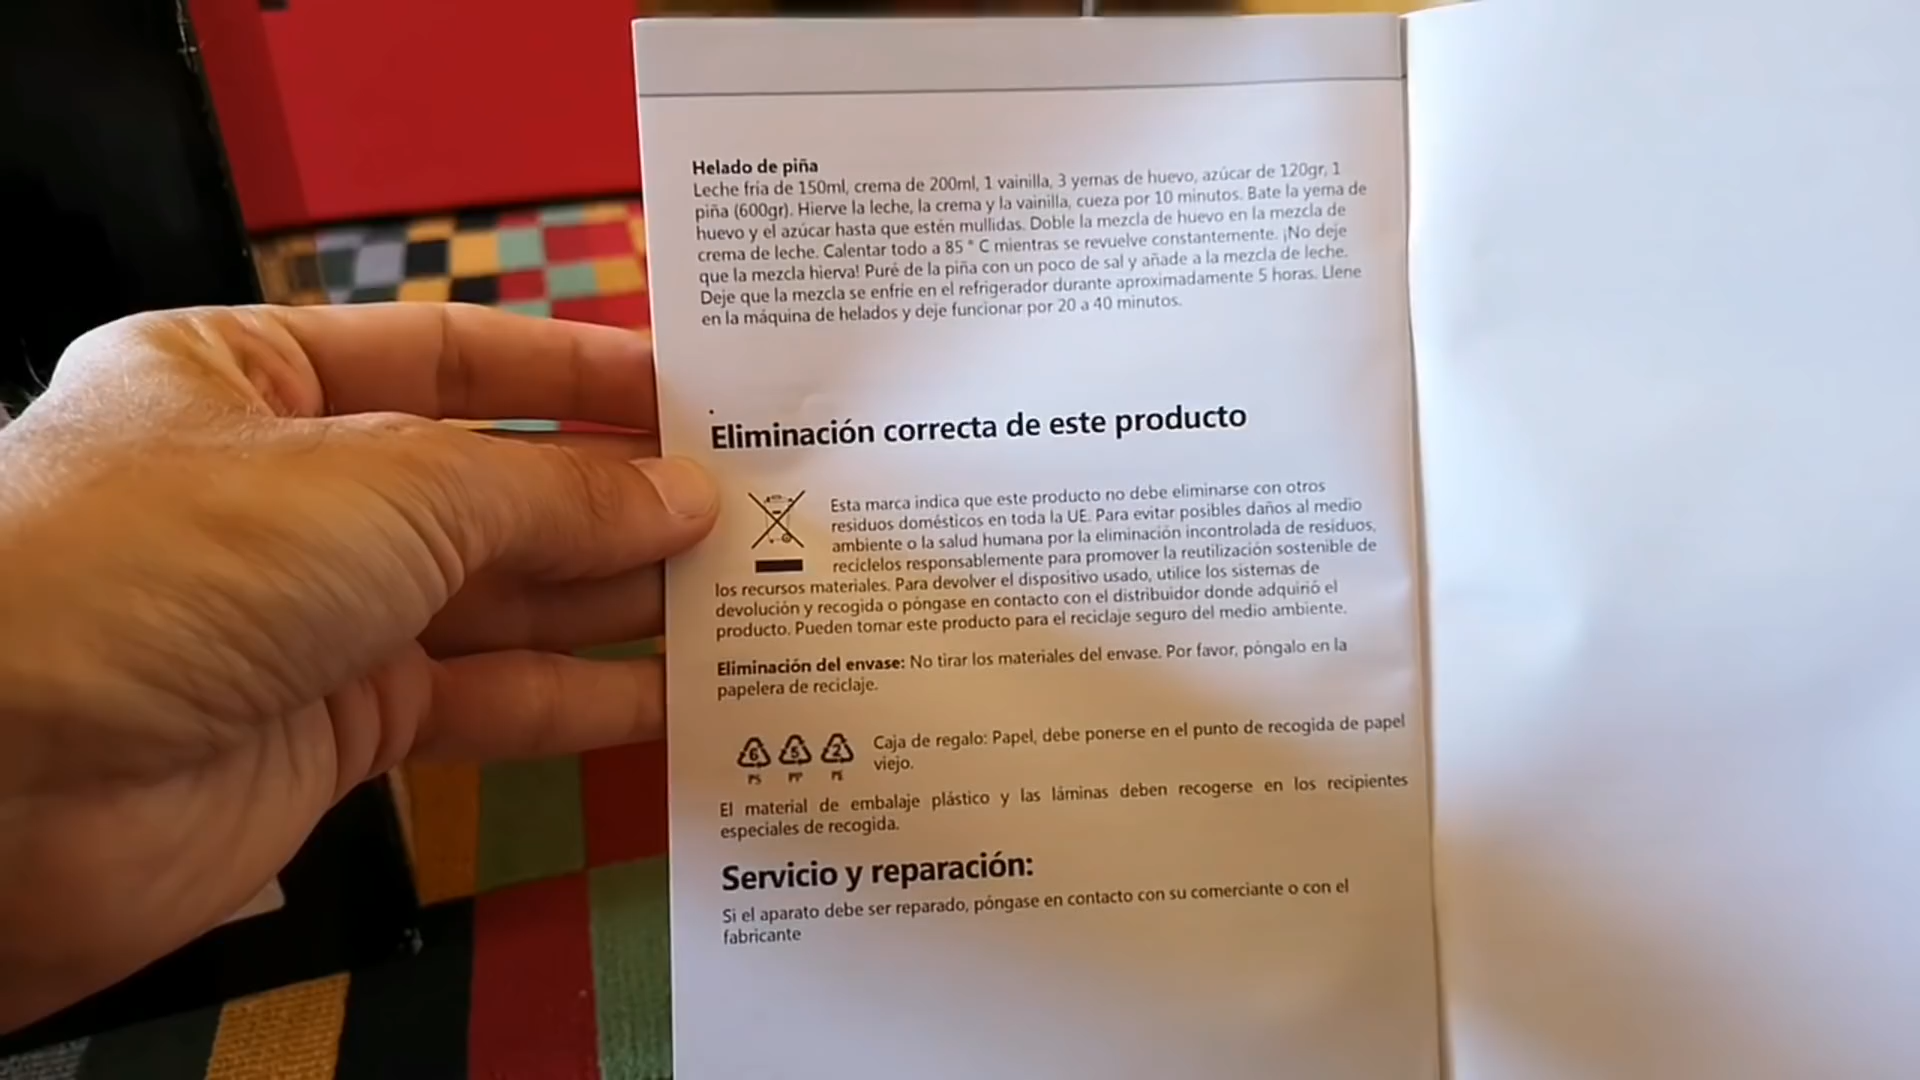 Helado de piña
Leche fría de 150ml, crema de 200ml, 1 vainilla, 3 yemas de huevo, azúcar de 120gr, 1
piña (600gr). Hierve la leche, la crema y la vainilla, cueza por 10 minutos. Bate la yema de
huevo y el azúcar hasta que estén mullidas. Doble la mezcla de huevo en la mezcla de
crema de leche. Calentar todo a 85 ° C mientras se revuelve constantemente. ¡No deje
que la mezcla hierva! Puré de la piña con un poco de sal y añade a la mezcla de leche.
Deje que la mezcla se enfríe en el refrigerador durante aproximadamente 5 horas. Llene
en la máquina de helados y deje funcionar por 20 a 40 minutos.
.
Eliminación correcta de este producto
Esta marca indica que este producto no debe eliminarse con otros
residuos domésticos en toda la UE. Para evitar posibles daños al medio
ambiente o la salud humana por la eliminación incontrolada de residuos,
recíclelos responsablemente para promover la reutilización sostenible de
los recursos materiales. Para devolver el dispositivo usado, utilice los sistemas de
devolución y recogida o póngase en contacto con el distribuidor donde adquirió el
producto. Pueden tomar este producto para el reciclaje seguro del medio ambiente.
Eliminación del envase: No tirar los materiales del envase. Por favor, póngalo en la
papelera de reciclaje.
6 5 2
PS PP PE
Caja de regalo: Papel, debe ponerse en el punto de recogida de papel
viejo.
El material de embalaje plástico y las láminas deben recogerse en los recipientes
especiales de recogida.
Servicio y reparación:
Si el aparato debe ser reparado, póngase en contacto con su comerciante o con el
fabricante